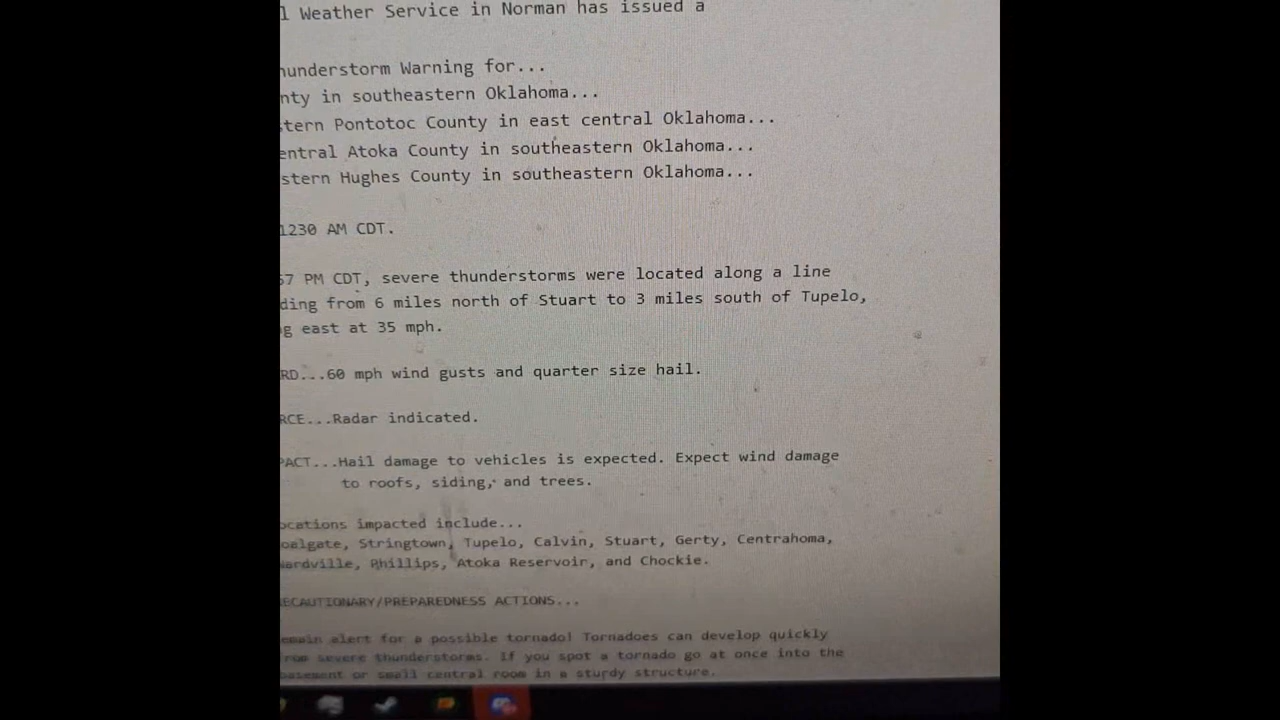 l Weather Service in Norman has issued a
hunderstorm Warning for...
nty in southeastern Oklahoma...
stern Pontotoc County in east central Oklahoma...
entral Atoka County in southeastern Oklahoma...
stern Hughes County in southeastern Oklahoma...
1230 AM CDT.
57 PM CDT, severe thunderstorms were located along a line
ding from 6 miles north of Stuart to 3 miles south of Tupelo,
g east at 35 mph.
RD...60 mph wind gusts and quarter size hail.
RCE...Radar indicated.
PACT...Hail damage to vehicles is expected. Expect wind damage
to roofs, siding, and trees.
ocations impacted include...
oalgate, Stringtown, Tupelo, Calvin, Stuart, Gerty, Centrahoma,
wardville, Phillips, Atoka Reservoir, and Chockie.
RECAUTIONARY/PREPAREDNESS ACTIONS...
emain alert for a possible tornado! Tornadoes can develop quickly
from severe thunderstorms. If you spot a tornado go at once into the
basement or small central room in a sturdy structure.